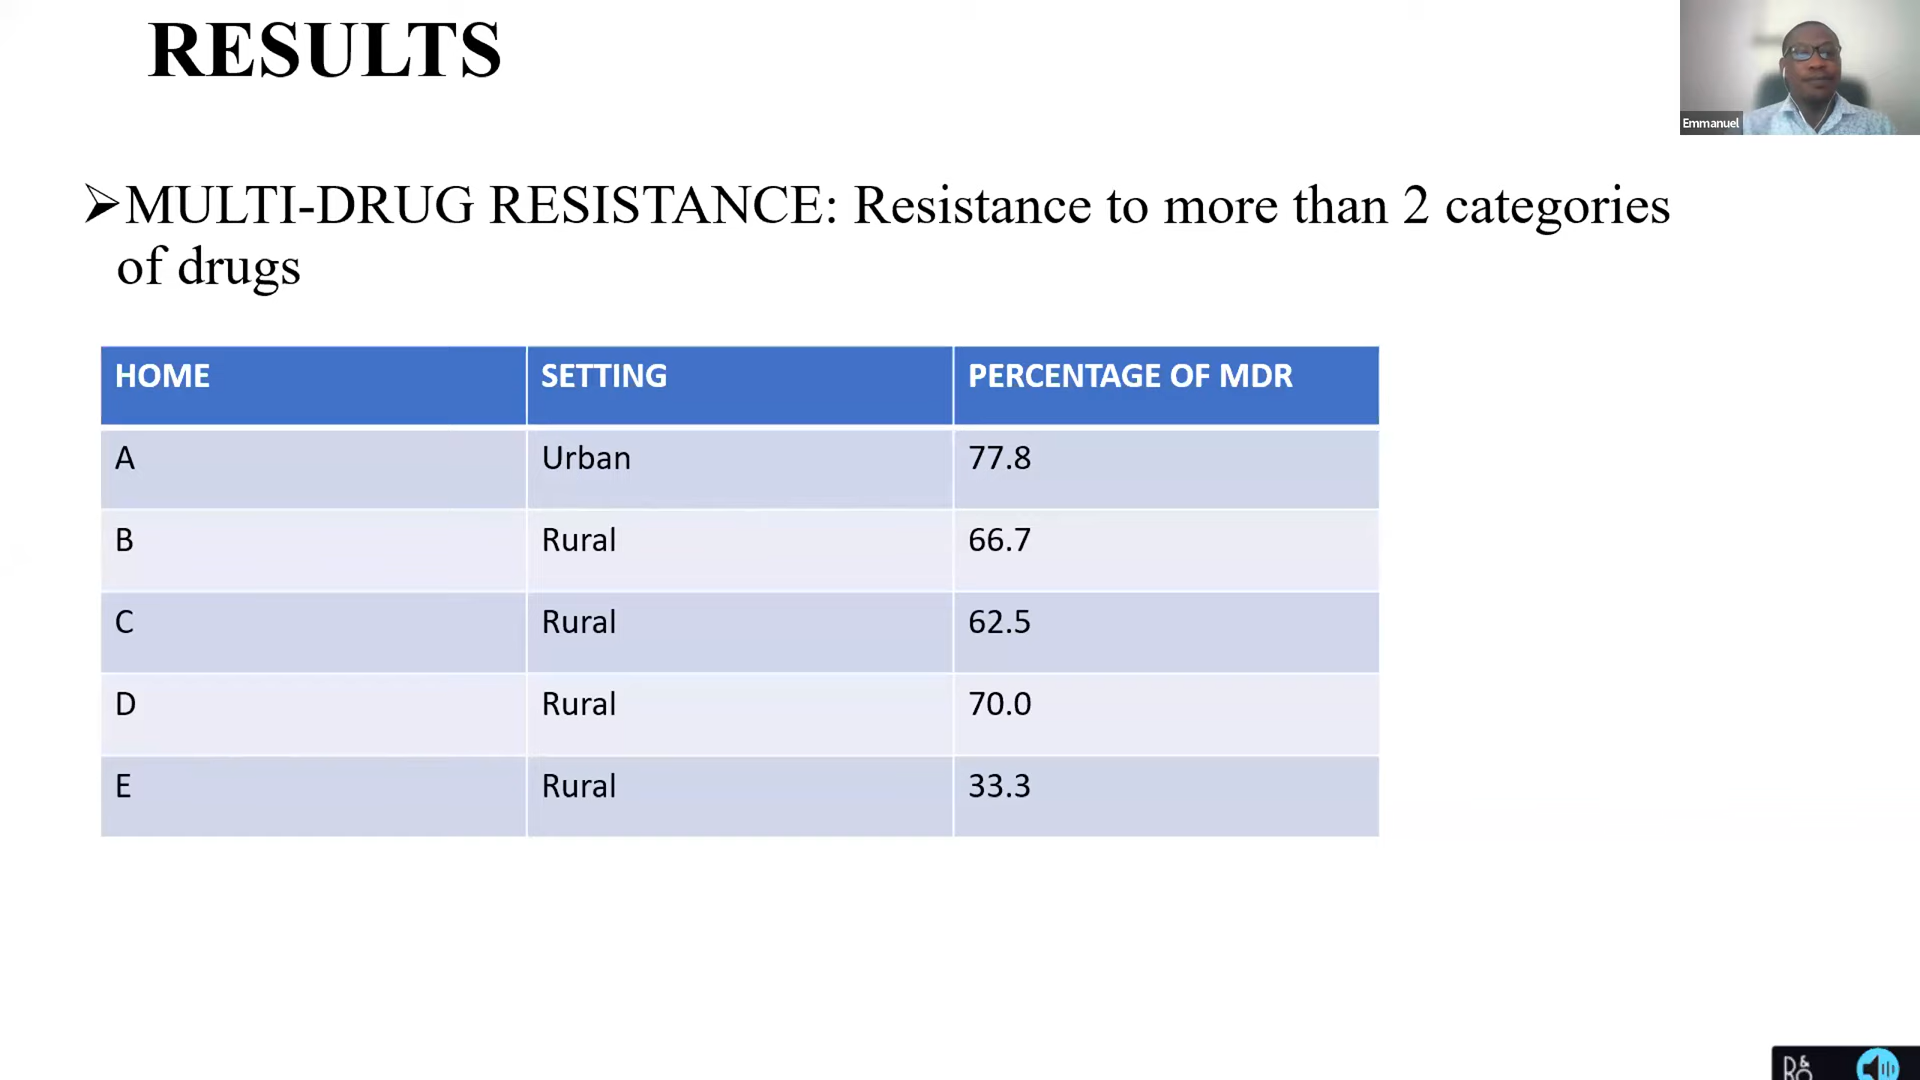 RESULTS
Emmanuel
➢MULTI-DRUG RESISTANCE: Resistance to more than 2 categories
of drugs
HOME SETTING PERCENTAGE OF MDR
A Urban 77.8
B Rural 66.7
C Rural 62.5
D Rural 70.0
E Rural 33.3